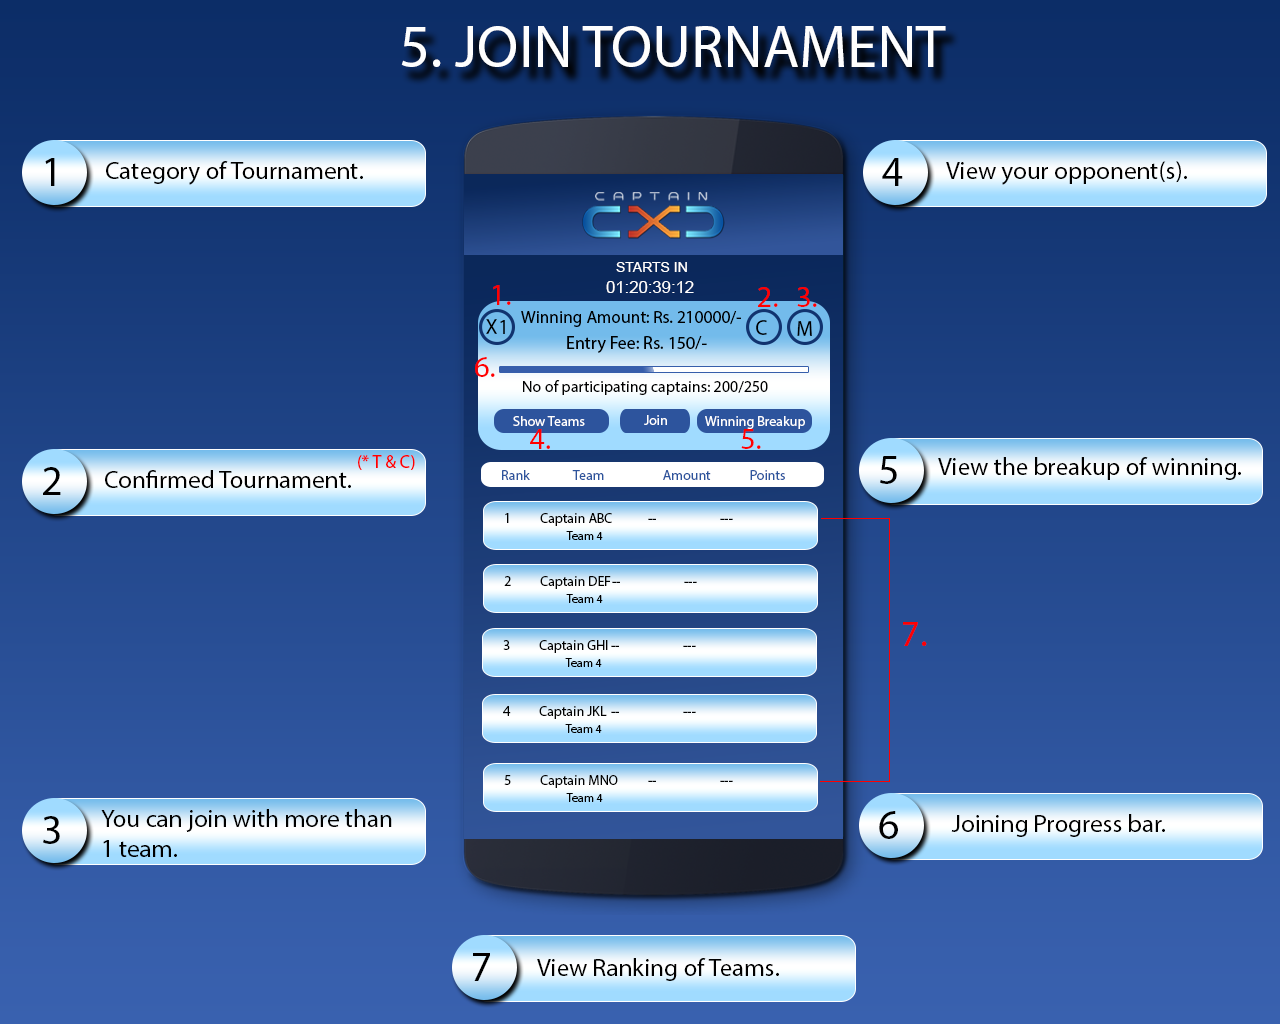 5. JOIN TOURNAMENT
1
Category of Tournament.
2
(* T & C)
Confirmed Tournament.
3
You can join with more than
1 team.
CAPTAIN
CXD
STARTS IN
01:20:39:12
1.
2.
3.
X1
Winning Amount: Rs. 210000/-
C
M
Entry Fee: Rs. 150/-
6.
No of participating captains: 200/250
Show Teams
Join
Winning Breakup
4.
5.
Rank Team Amount Points
1 Captain ABC -- ---
Team 4
2 Captain DEF -- ---
Team 4
3 Captain GHI -- ---
Team 4
4 Captain JKL -- ---
Team 4
5 Captain MNO -- ---
Team 4
7.
4
View your opponent(s).
5
View the breakup of winning.
6
Joining Progress bar.
7
View Ranking of Teams.